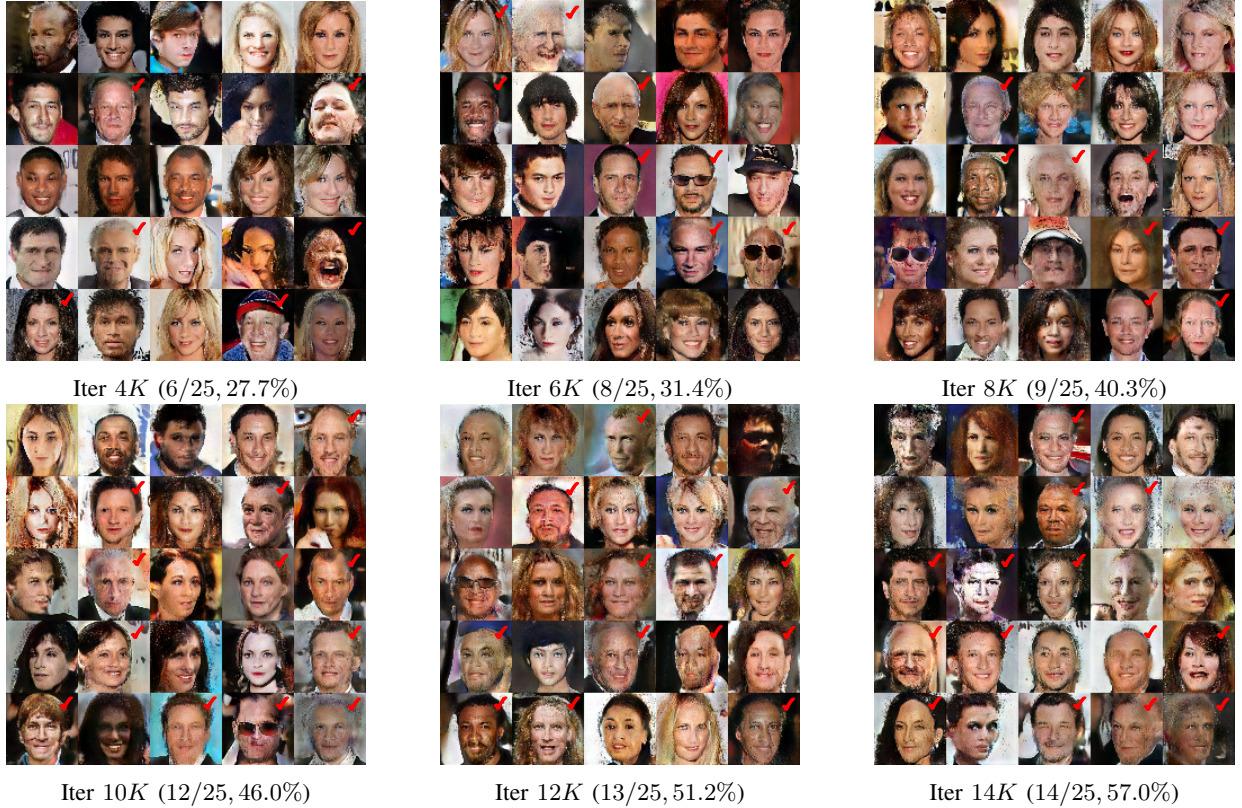 Iter 4K (6/25, 27.7%)
Iter 6K (8/25, 31.4%)
Iter 8K (9/25, 40.3%)
Iter 10K (12/25, 46.0%)
Iter 12K (13/25, 51.2%)
Iter 14K (14/25, 57.0%)